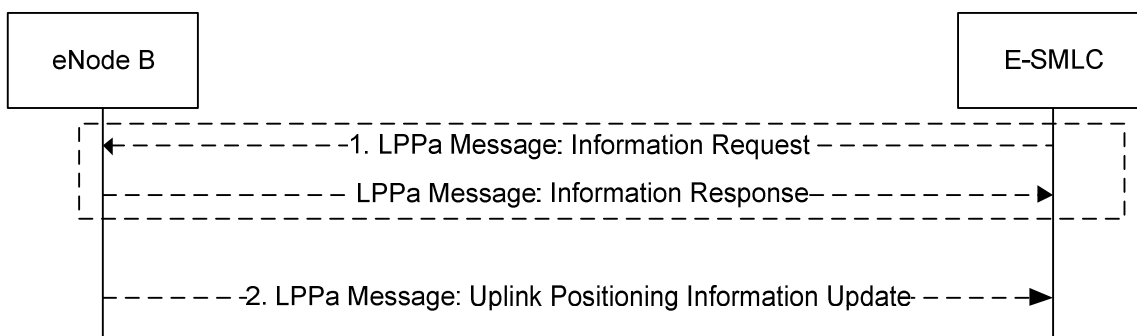 eNode B
E-SMLC
1. LPPa Message: Information Request
LPPa Message: Information Response
2. LPPa Message: Uplink Positioning Information Update